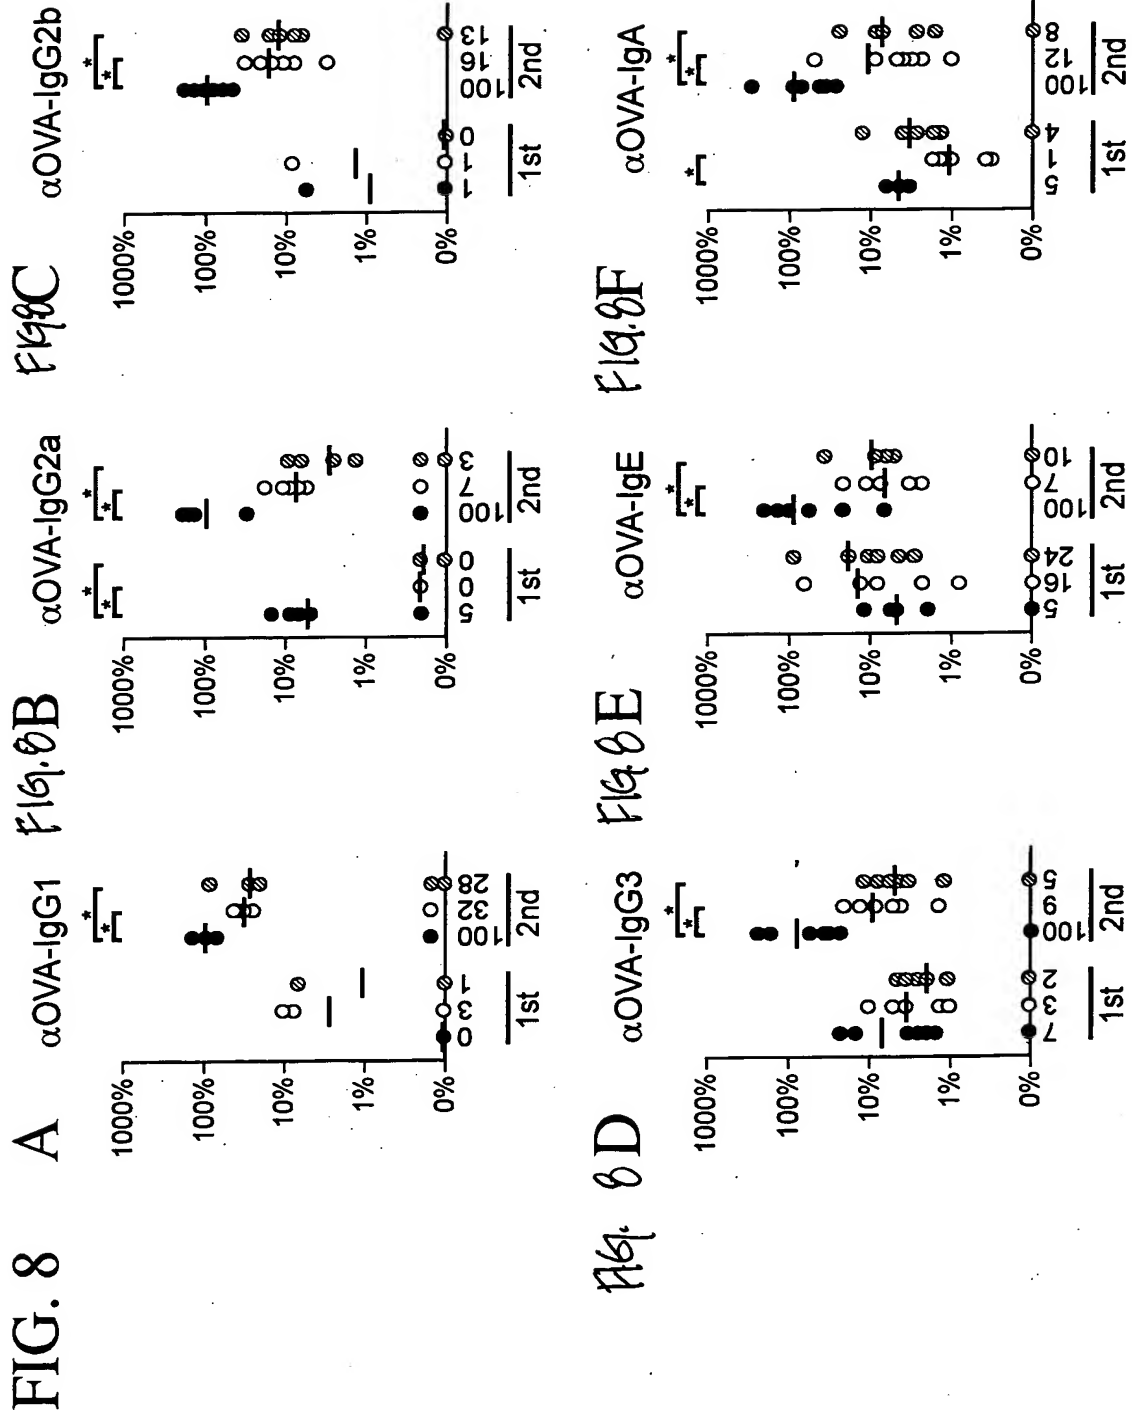 FIG. 8
A
αOVA-IgG1
1000%
100%
10%
1%
0%
* *
0 3 1 100 32 28
1st 2nd
FIG. 8B
αOVA-IgG2a
1000%
100%
10%
1%
0%
* * * *
5 0 0 100 7 3
1st 2nd
FIG. 8C
αOVA-IgG2b
1000%
100%
10%
1%
0%
* *
1 1 0 100 16 13
1st 2nd
FIG. 8D
αOVA-IgG3
1000%
100%
10%
1%
0%
* *
7 3 2 100 9 5
1st 2nd
FIG. 8E
αOVA-IgE
1000%
100%
10%
1%
0%
* *
5 16 24 100 7 10
1st 2nd
FIG. 8F
αOVA-IgA
1000%
100%
10%
1%
0%
* * *
5 1 4 100 12 8
1st 2nd